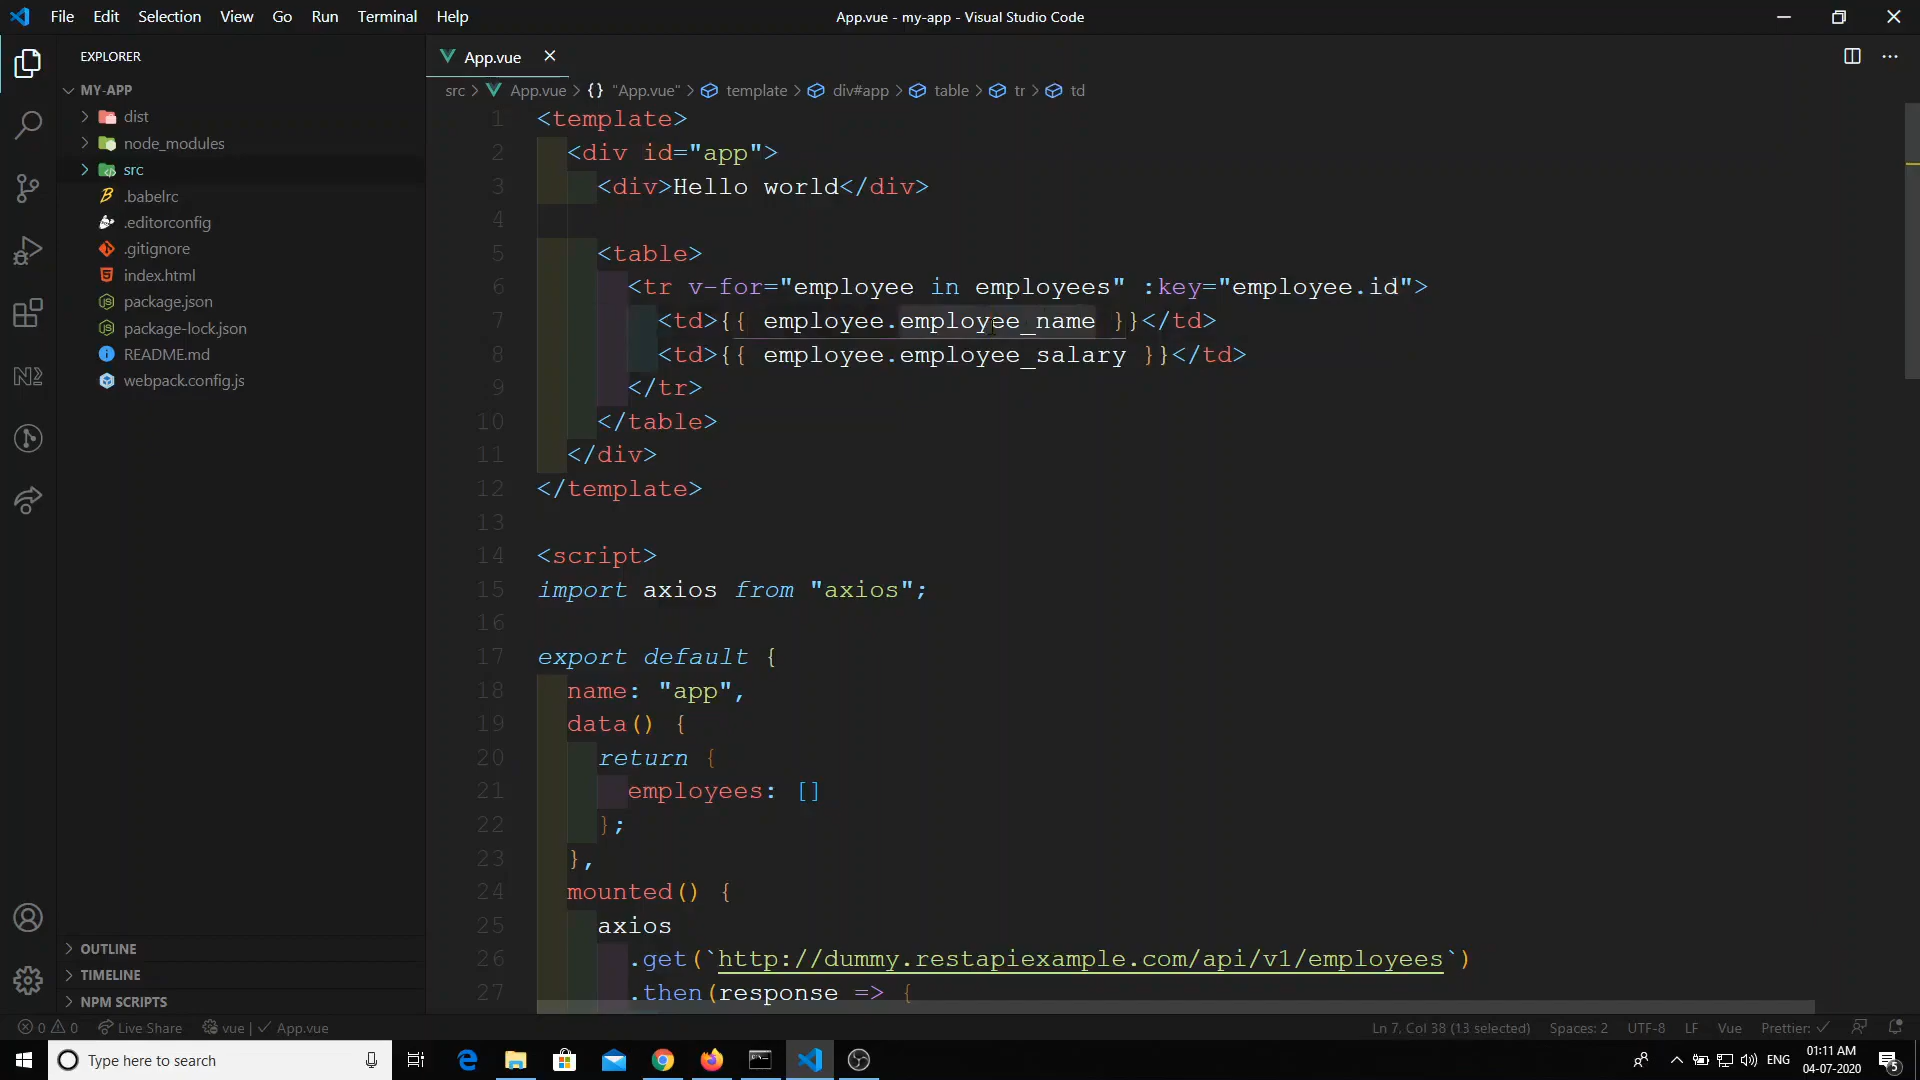 File Edit Selection View Go Run Terminal Help
App.vue - my-app - Visual Studio Code
EXPLORER
MY-APP
dist
node_modules
src
.babelrc
.editorconfig
.gitignore
index.html
package.json
package-lock.json
README.md
webpack.config.js
OUTLINE
TIMELINE
NPM SCRIPTS
App.vue
src > App.vue > {} "App.vue" > template > div#app > table > tr > td
1 <template>
2 <div id="app">
3 <div>Hello world</div>
4
5 <table>
6 <tr v-for="employee in employees" :key="employee.id">
7 <td>{{ employee.employee_name }}</td>
8 <td>{{ employee.employee_salary }}</td>
9 </tr>
10 </table>
11 </div>
12 </template>
13
14 <script>
15 import axios from "axios";
16
17 export default {
18 name: "app",
19 data() {
20 return {
21 employees: []
22 };
23 },
24 mounted() {
25 axios
26 .get(`http://dummy.restapiexample.com/api/v1/employees`)
27 .then(response => {
0 0 Live Share vue | App.vue
Ln 7, Col 38 (13 selected) Spaces: 2 UTF-8 LF Vue Prettier: ✓
Type here to search
ENG
01:11 AM
04-07-2020
5